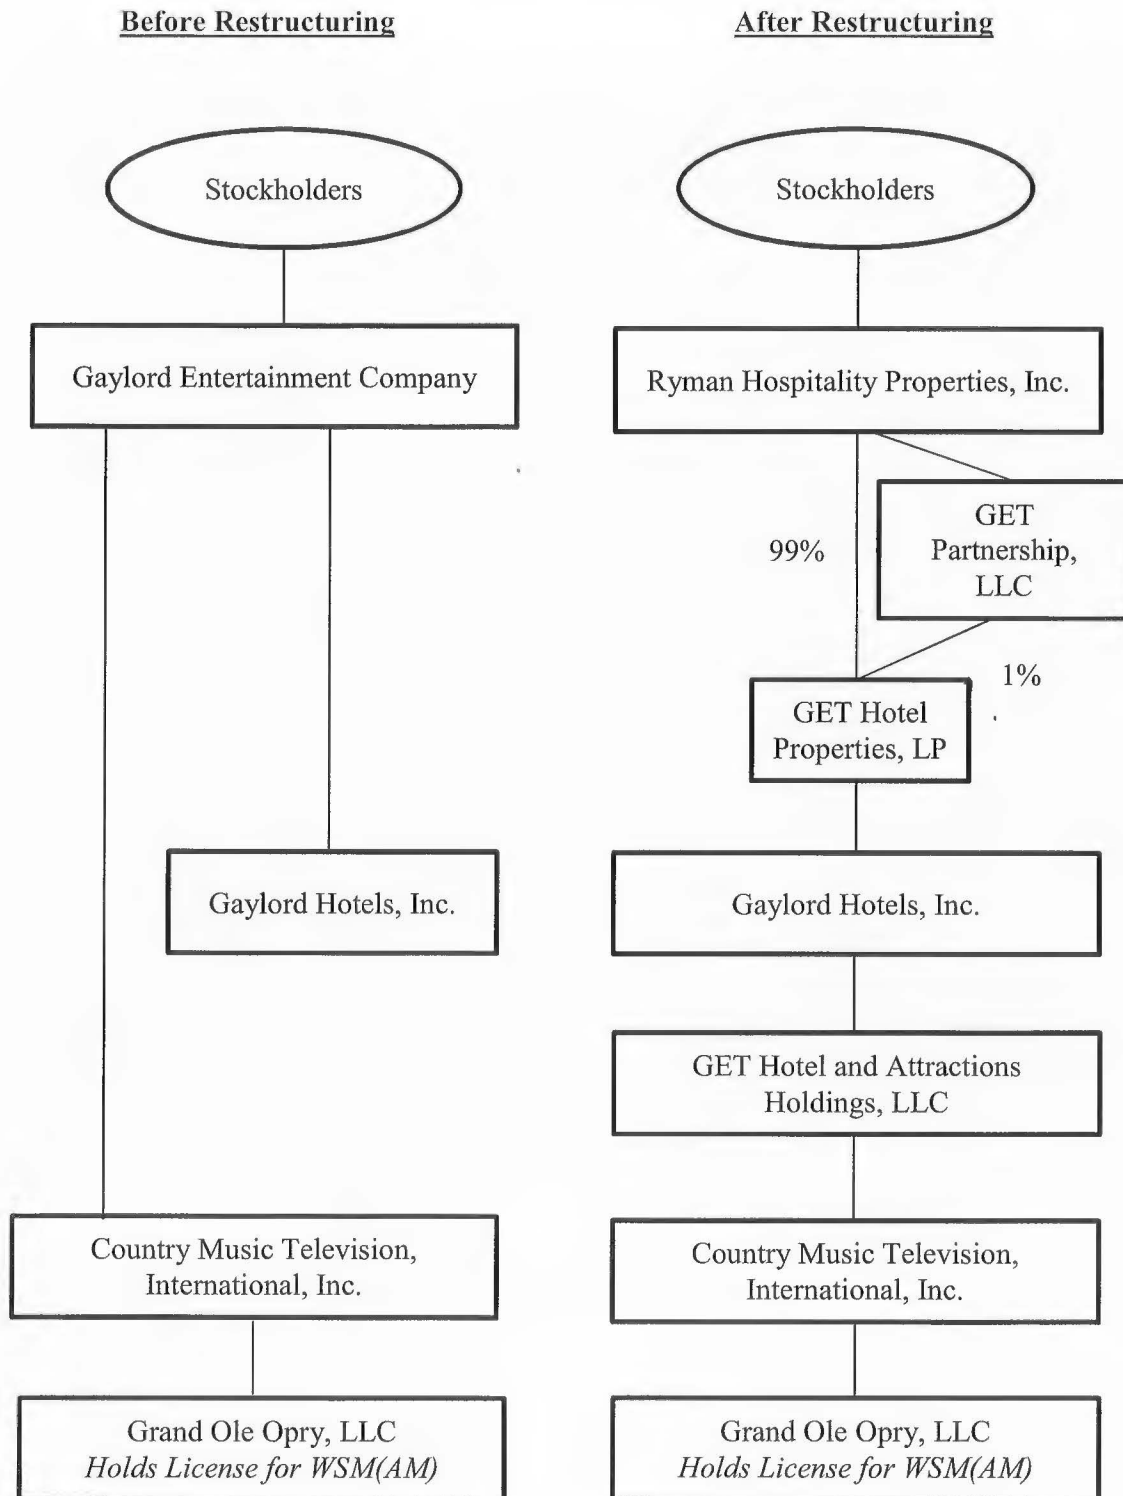 Before Restructuring
Stockholders
Gaylord Entertainment Company
Gaylord Hotels, Inc.
Country Music Television,
International, Inc.
Grand Ole Opry, LLC
Holds License for WSM(AM)
After Restructuring
Stockholders
Ryman Hospitality Properties, Inc.
GET
Partnership,
LLC
99%
1%
GET Hotel
Properties, LP
Gaylord Hotels, Inc.
GET Hotel and Attractions
Holdings, LLC
Country Music Television,
International, Inc.
Grand Ole Opry, LLC
Holds License for WSM(AM)